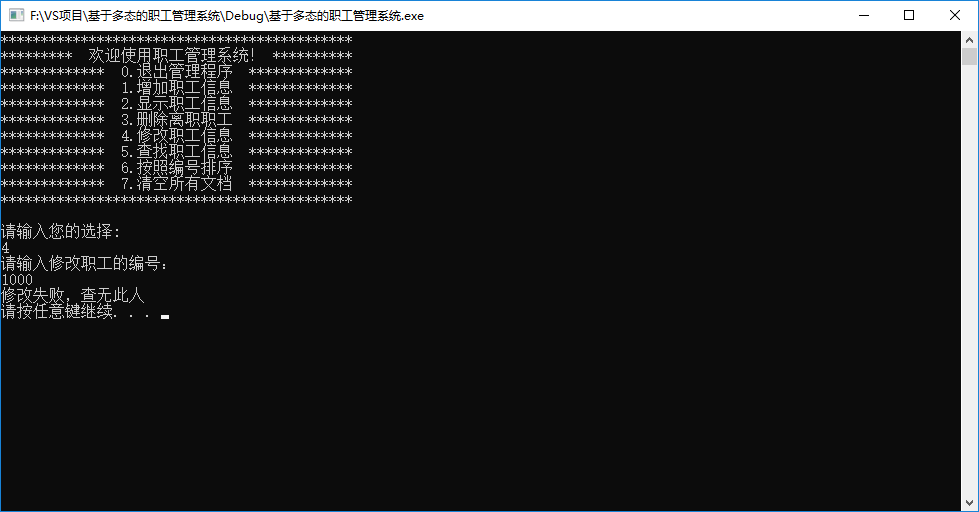 F:\VS项目\基于多态的职工管理系统\Debug\基于多态的职工管理系统.exe
********************************************
*********  欢迎使用职工管理系统!  **********
*************  0.退出管理程序  *************
*************  1.增加职工信息  *************
*************  2.显示职工信息  *************
*************  3.删除离职职工  *************
*************  4.修改职工信息  *************
*************  5.查找职工信息  *************
*************  6.按照编号排序  *************
*************  7.清空所有文档  *************
********************************************
请输入您的选择:
4
请输入修改职工的编号:
1000
修改失败，查无此人
请按任意键继续. . .